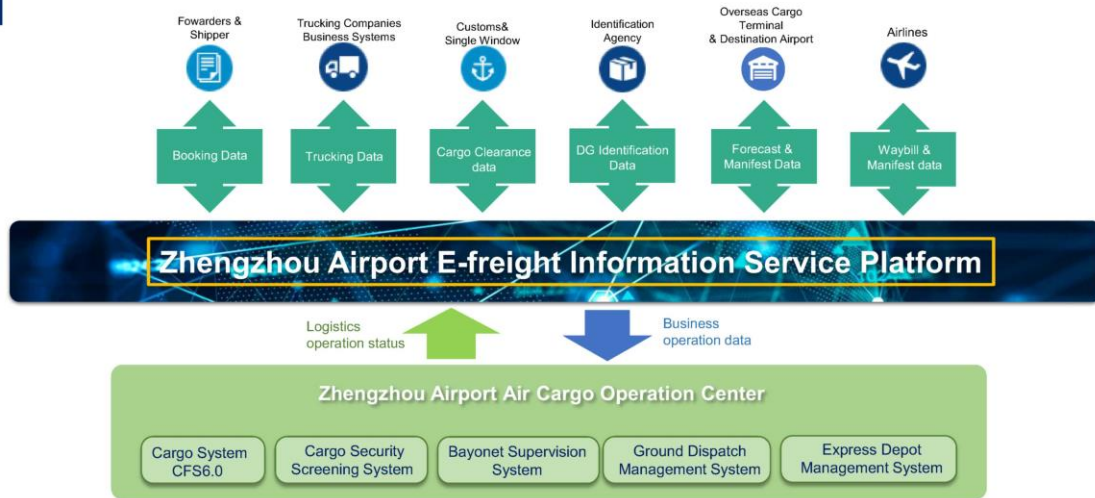 Fowarders &
Shipper
Trucking Companies
Business Systems
Customs&
Single Window
Identification
Agency
Overseas Cargo
Terminal
& Destination Airport
Airlines
Booking Data
Trucking Data
Cargo Clearance
data
DG Identification
Data
Forecast &
Manifest Data
Waybill &
Manifest data
Zhengzhou Airport E-freight Information Service Platform
Logistics
operation status
Business
operation data
Zhengzhou Airport Air Cargo Operation Center
Cargo System
CFS6.0
Cargo Security
Screening System
Bayonet Supervision
System
Ground Dispatch
Management System
Express Depot
Management System